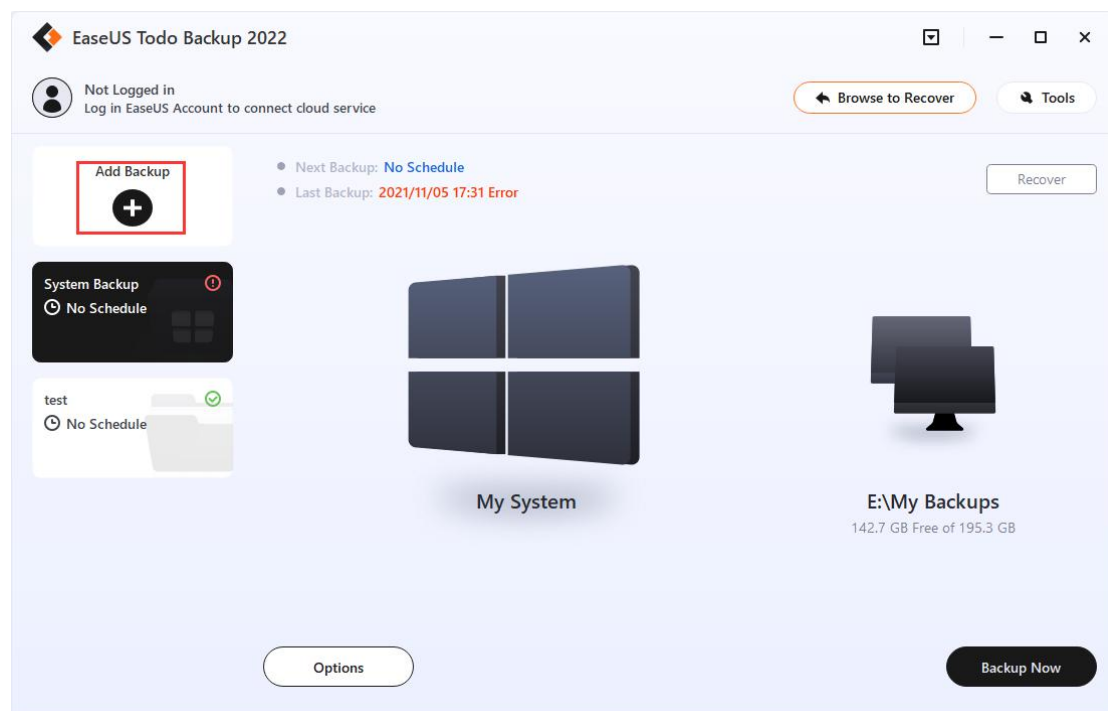 EaseUS Todo Backup 2022
Not Logged in
Log in EaseUS Account to connect cloud service
Browse to Recover
Tools
Add Backup
Next Backup: No Schedule
Last Backup: 2021/11/05 17:31 Error
Recover
System Backup
No Schedule
test
No Schedule
My System
E:\My Backups
142.7 GB Free of 195.3 GB
Options
Backup Now